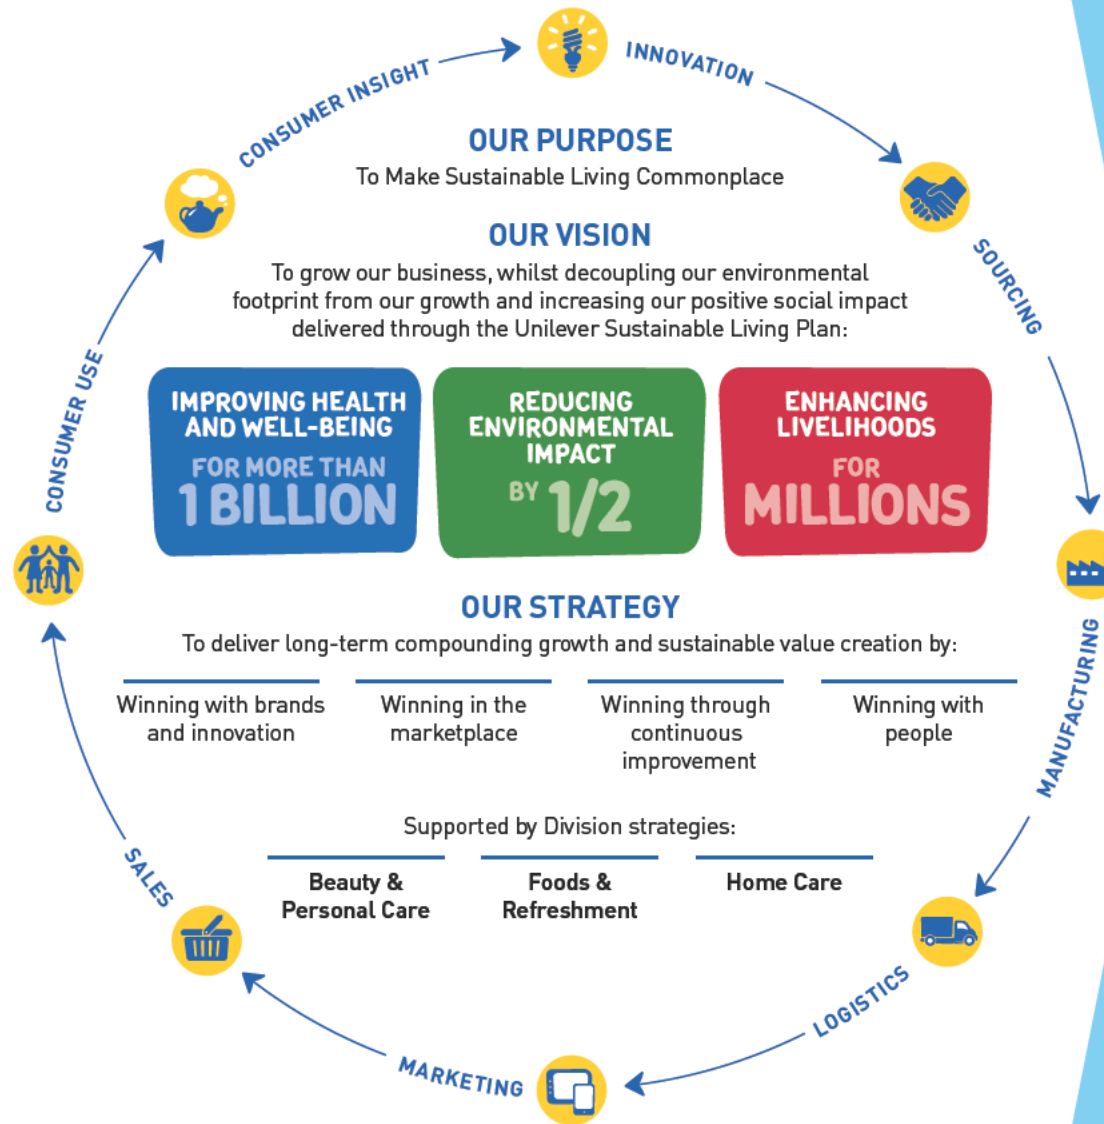 CONSUMER INSIGHT
INNOVATION
SOURCING
MANUFACTURING
LOGISTICS
MARKETING
SALES
CONSUMER USE
OUR PURPOSE
To Make Sustainable Living Commonplace
OUR VISION
To grow our business, whilst decoupling our environmental
footprint from our growth and increasing our positive social impact
delivered through the Unilever Sustainable Living Plan:
IMPROVING HEALTH
AND WELL-BEING
FOR MORE THAN
1 BILLION
REDUCING
ENVIRONMENTAL
IMPACT
BY 1/2
ENHANCING
LIVELIHOODS
FOR
MILLIONS
OUR STRATEGY
To deliver long-term compounding growth and sustainable value creation by:
Winning with brands
and innovation
Winning in the
marketplace
Winning through
continuous
improvement
Winning with
people
Supported by Division strategies:
Beauty &
Personal Care
Foods &
Refreshment
Home Care